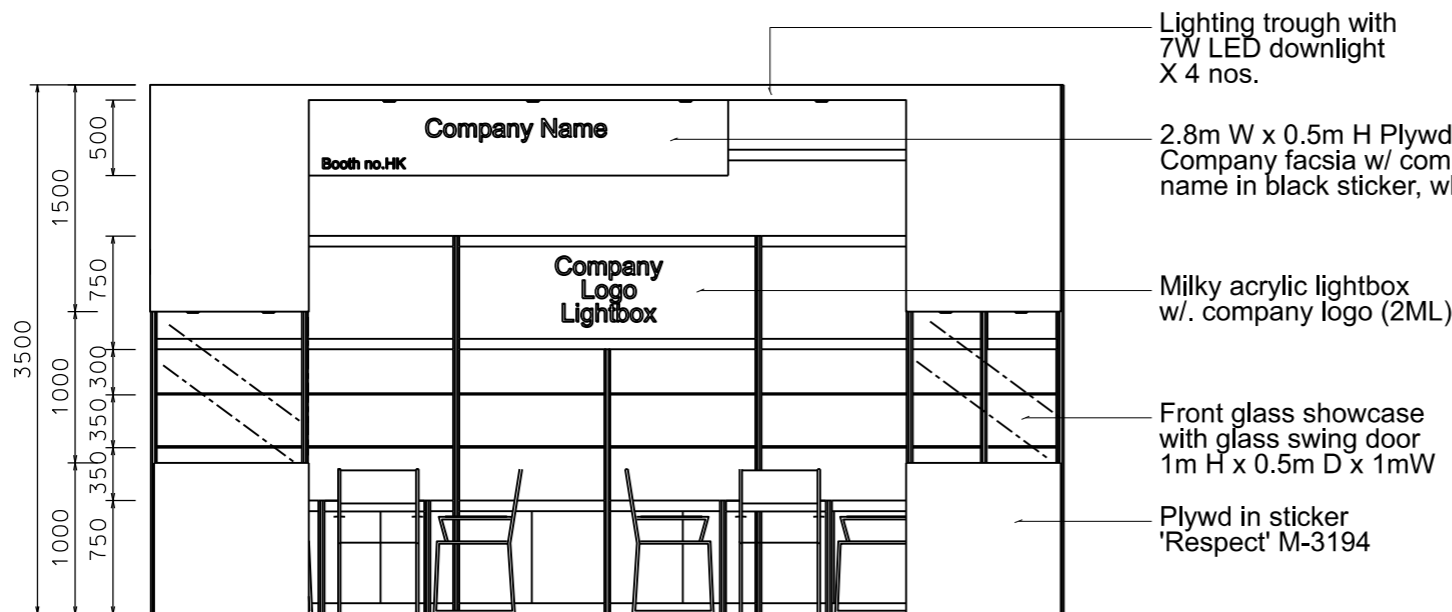 Lighting trough with
7W LED downlight
X 4 nos.
Company Name
Booth no.HK
2.8m W x 0.5m H Plywd
Company facsia w/ com
name in black sticker, w
Company
Logo
Lightbox
Milky acrylic lightbox
w/. company logo (2ML)
Front glass showcase
with glass swing door
1m H x 0.5m D x 1mW
Plywd in sticker
'Respect' M-3194
3500
1500
1000
1000
500
750
300
350
350
750